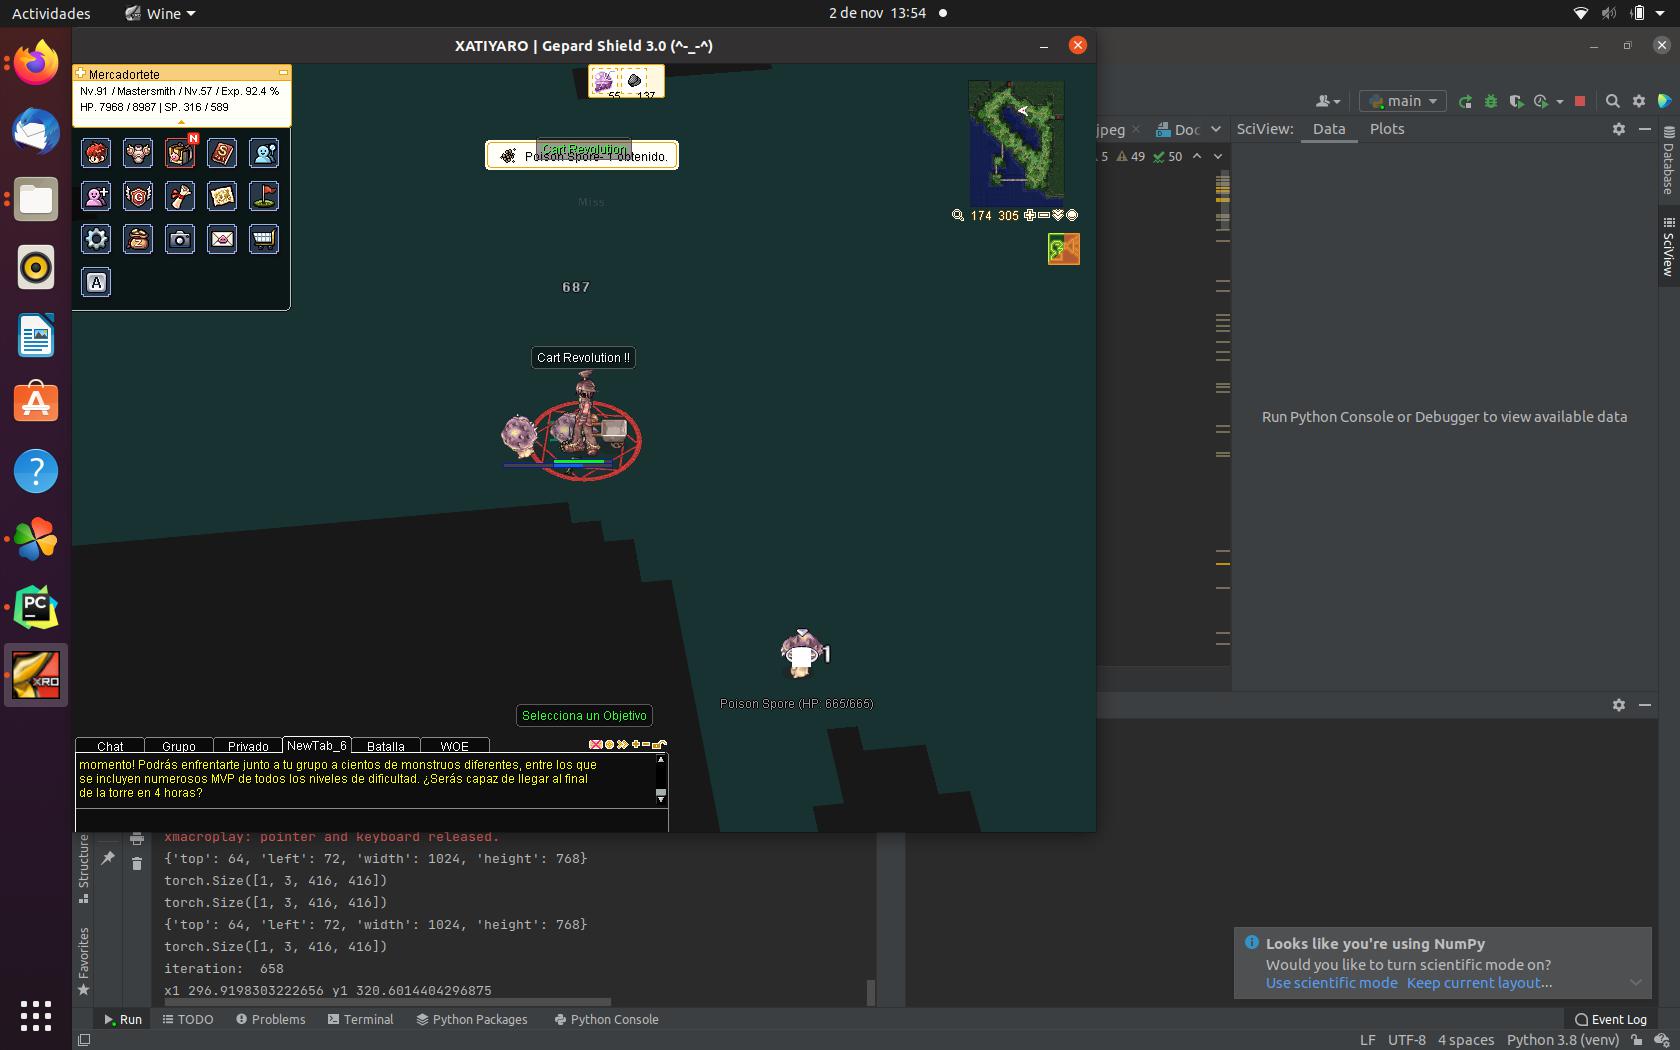 Actividades
Wine
2 de nov 13:54
XATIYARO | Gepard Shield 3.0 (^-_-^)
Mercadortete
Nv.91 / Mastersmith / Nv.57 / Exp. 92.4 %
HP. 7968 / 8987 | SP. 316 / 589
N
A
55 137
Cart Revolution
Poison Spore- 1 obtenido.
Miss
174 305
687
Cart Revolution !!
1
Poison Spore (HP: 665/665)
Selecciona un Objetivo
Chat
Grupo
Privado
NewTab_6
Batalla
WOE
momento! Podrás enfrentarte junto a tu grupo a cientos de monstruos diferentes, entre los que
se incluyen numerosos MVP de todos los niveles de dificultad. ¿Serás capaz de llegar al final
de la torre en 4 horas?
PC
XRO
main
jpeg
Doc
SciView:
Data
Plots
5
49
50
Database
SciView
Run Python Console or Debugger to view available data
xmacroplay: pointer and keyboard released.
{'top': 64, 'left': 72, 'width': 1024, 'height': 768}
torch.Size([1, 3, 416, 416])
torch.Size([1, 3, 416, 416])
{'top': 64, 'left': 72, 'width': 1024, 'height': 768}
torch.Size([1, 3, 416, 416])
iteration:  658
x1 296.9198303222656 y1 320.6014404296875
Structure
Favorites
Looks like you're using NumPy
Would you like to turn scientific mode on?
Use scientific mode Keep current layout...
Run
TODO
Problems
Terminal
Python Packages
Python Console
Event Log
LF
UTF-8
4 spaces
Python 3.8 (venv)